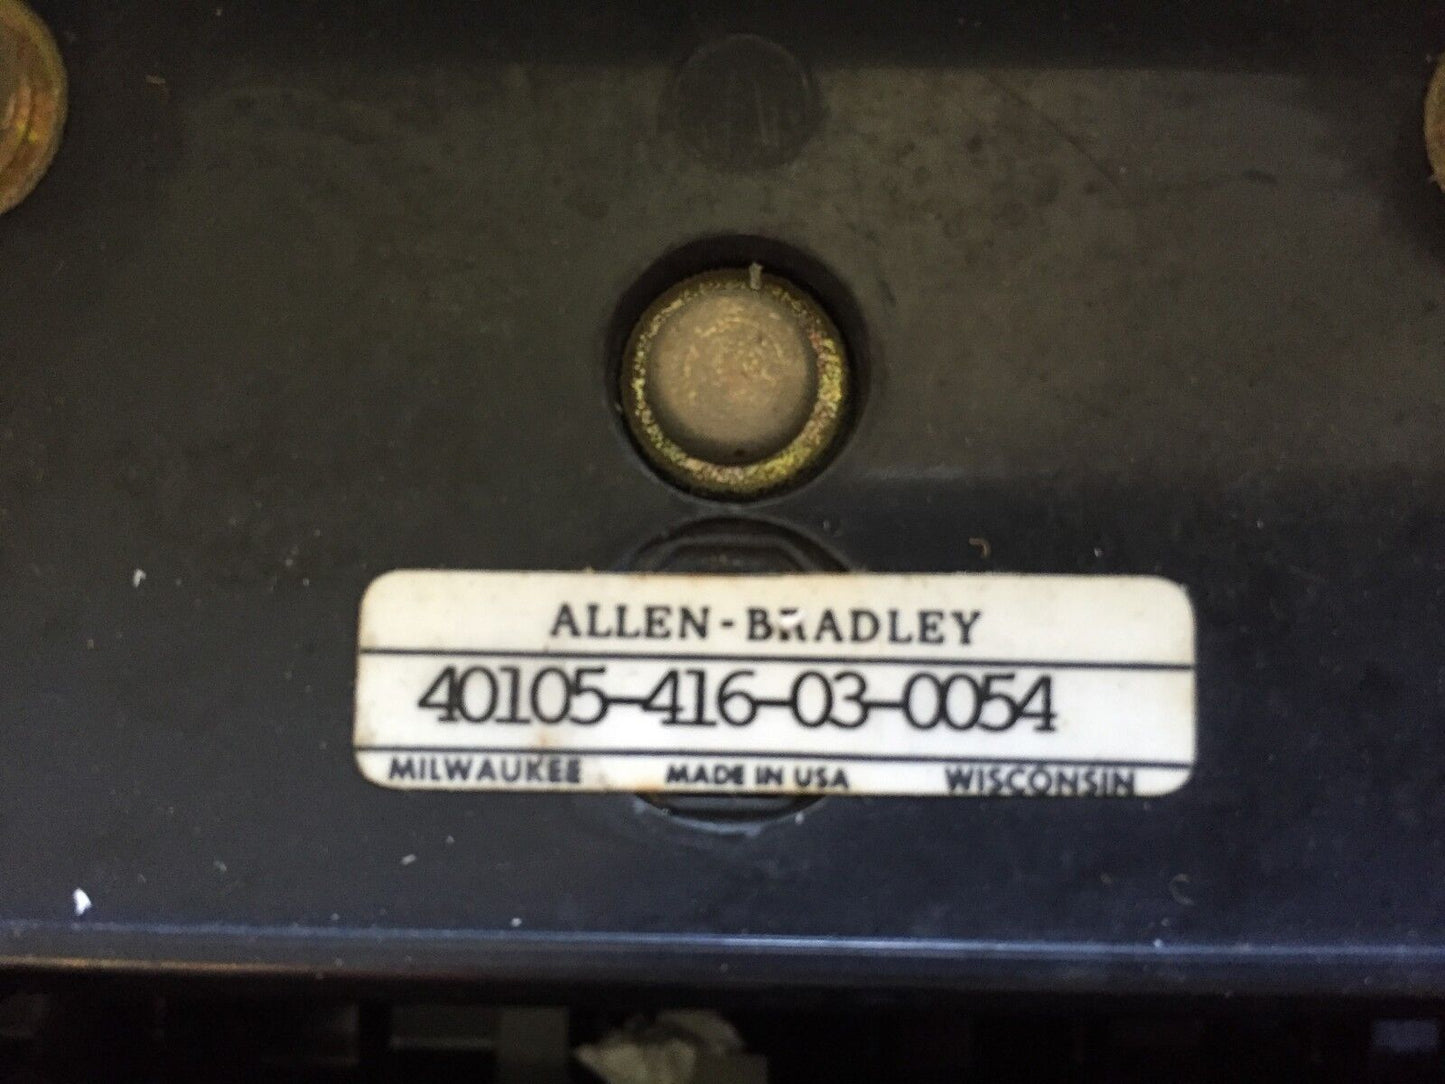 ALLEN-BRADLEY
40105-416-03-0054
MILWAUKEE MADE IN USA WISCONSIN